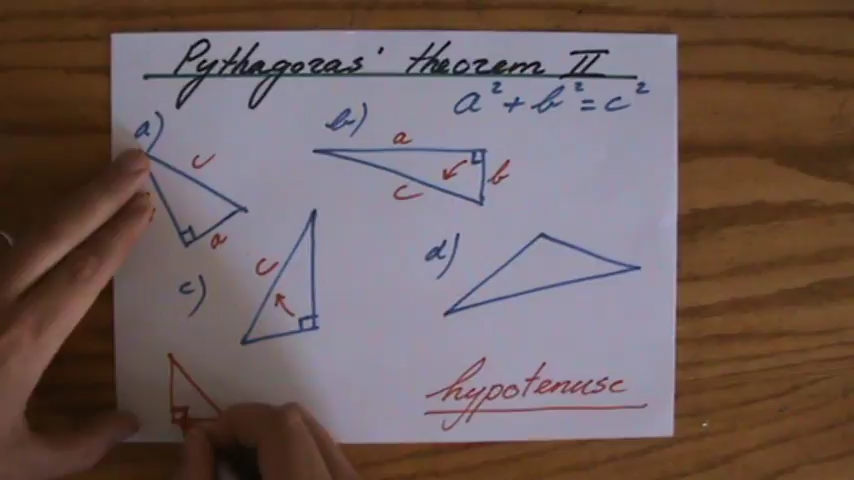 Pythagoras' theorem II
a² + b² = c²
a)
c
a
b)
a
b
c
c)
c
d)
hypotenuse